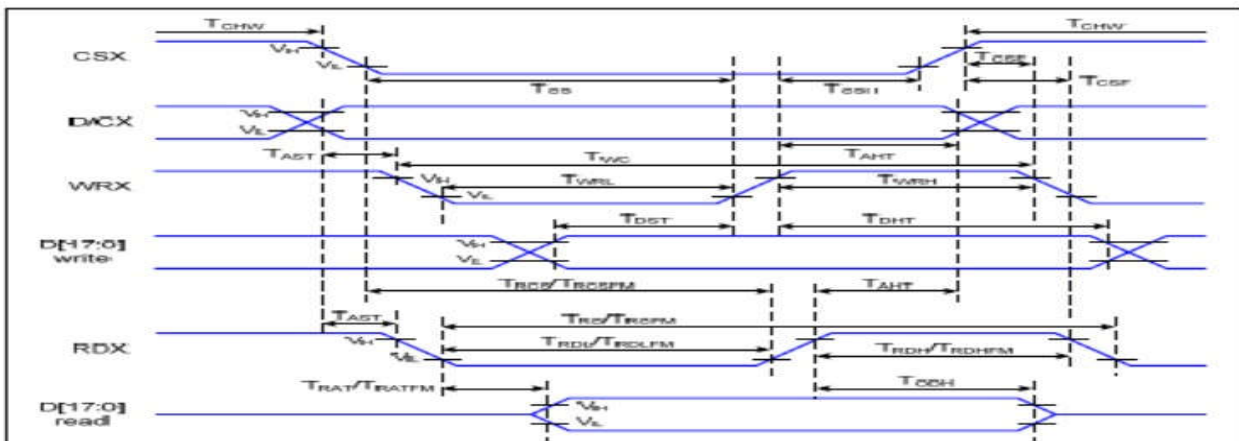 TCHW TCHW
CSX VIH VIL TCSF
TCS TCSH TCSF
D/CX VIH VIL
TAST TWC TAHT
WRX VIH VIL TWRL TWRH
TDST TDHT
D[17:0] VIH
write VIL
TRCS/TRCSFM TAHT
TAST TRC/TRCFM
RDX VIH VIL TRDL/TRDLFM TRDH/TRDHFM
TRAT/TRATFM TODH
D[17:0] VIH
read VIL